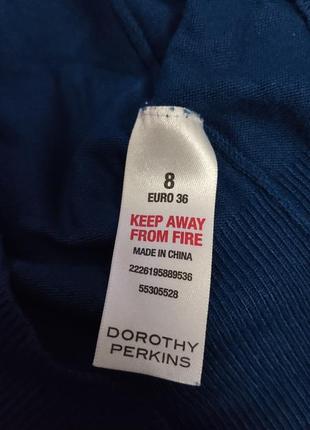 8
EURO 36
KEEP AWAY
FROM FIRE
MADE IN CHINA
2226195889536
55305528
DOROTHY
PERKINS